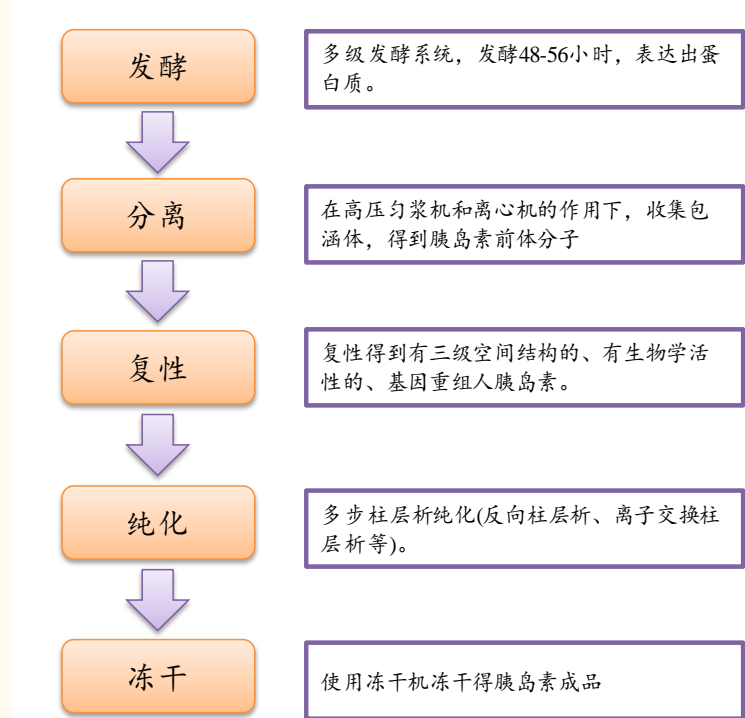 发酵
多级发酵系统，发酵48-56小时，表达出蛋
白质。
分离
在高压匀浆机和离心机的作用下，收集包
涵体，得到胰岛素前体分子
复性
复性得到有三级空间结构的、有生物学活
性的、基因重组人胰岛素。
纯化
多步柱层析纯化(反向柱层析、离子交换柱
层析等)。
冻干
使用冻干机冻干得胰岛素成品